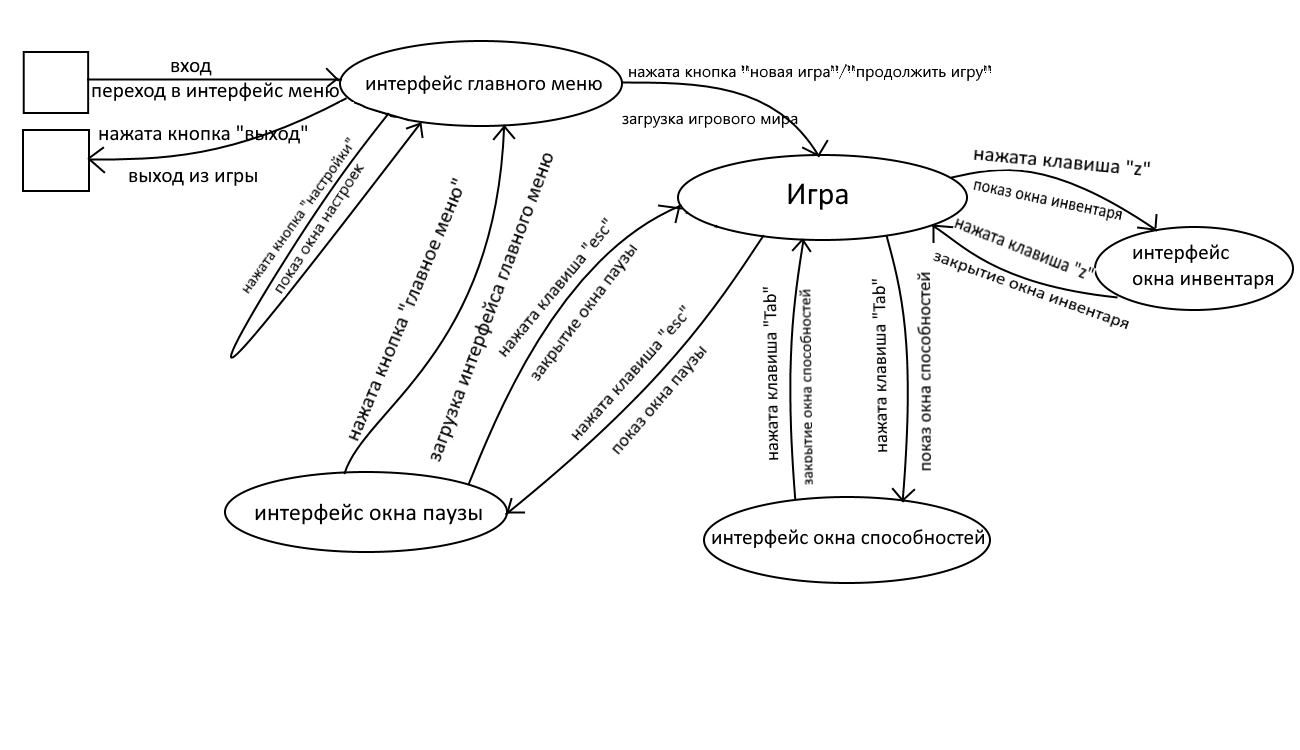 вход
переход в интерфейс меню
нажата кнопка "выход"
выход из игры
интерфейс главного меню
нажата кнопка "новая игра"/"продолжить игру"
загрузка игрового мира
нажата кнопка "настройки"
показ окна настроек
нажата кнопка "главное меню"
загрузка интерфейса главного меню
Игра
нажата клавиша "z"
показ окна инвентаря
нажата клавиша "z"
закрытие окна инвентаря
интерфейс
окна инвентаря
нажата клавиша "esc"
закрытие окна паузы
нажата клавиша "esc"
показ окна паузы
нажата клавиша "Tab"
закрытие окна способностей
нажата клавиша "Tab"
показ окна способностей
интерфейс окна паузы
интерфейс окна способностей